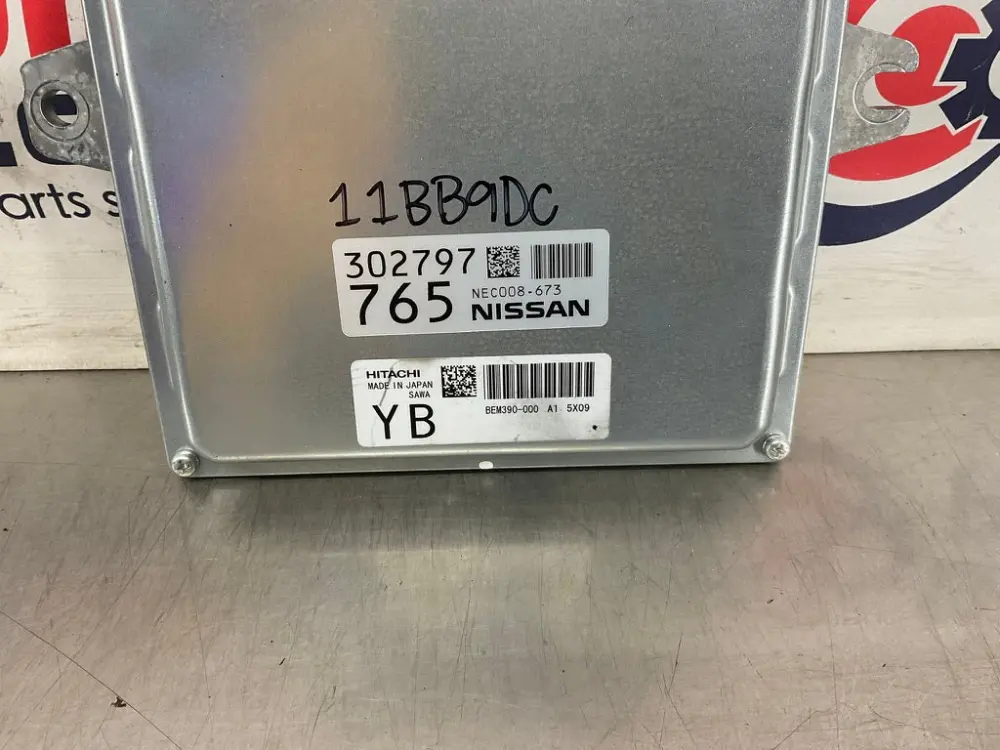 arts s
11BB9DC
302797
765 NEC008-673
NISSAN
HITACHI
MADE IN JAPAN
SAWA
YB
BEM390-000 A1 5X09